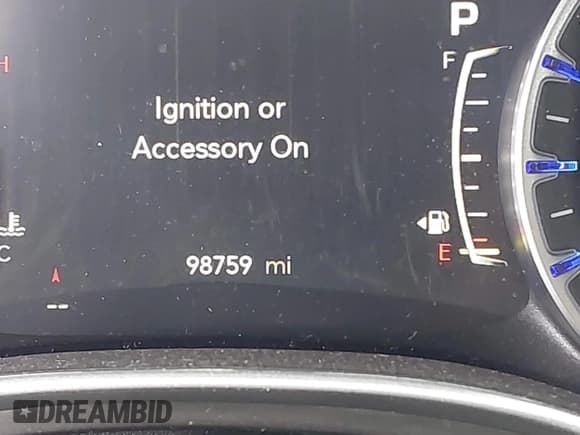 P
H
F
Ignition or
Accessory On
E
C
98759 mi
--
DREAMBID